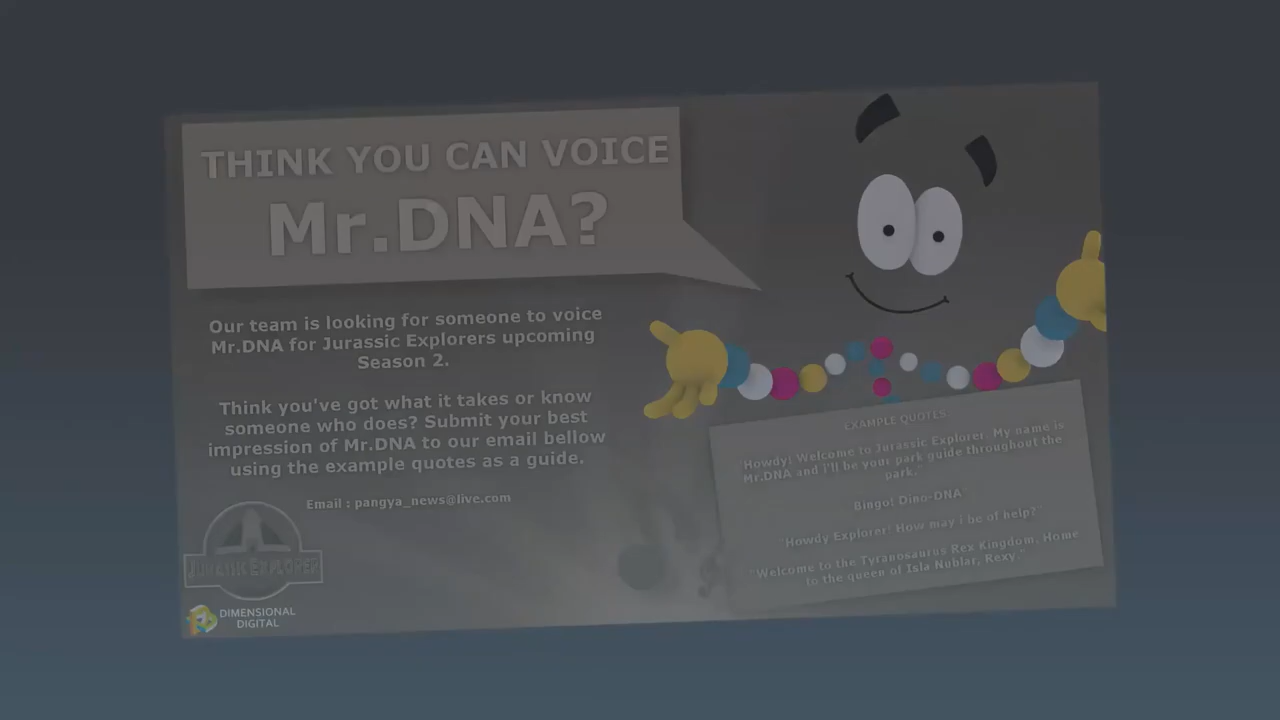 THINK YOU CAN VOICE
Mr.DNA?
Our team is looking for someone to voice
Mr.DNA for Jurassic Explorers upcoming
Season 2.
Think you've got what it takes or know
someone who does? Submit your best
impression of Mr.DNA to our email bellow
using the example quotes as a guide.
Email : pangya_news@live.com
JURASSIC EXPLORER
DIMENSIONAL
DIGITAL
EXAMPLE QUOTES:
"Howdy! Welcome to Jurassic Explorer. My name is
Mr.DNA and i'll be your park guide throughout the
park."
"Bingo! Dino-DNA"
"Howdy Explorer! How may i be of help?"
"Welcome to the Tyranosaurus Rex Kingdom. Home
to the queen of Isla Noblar, Rexy."